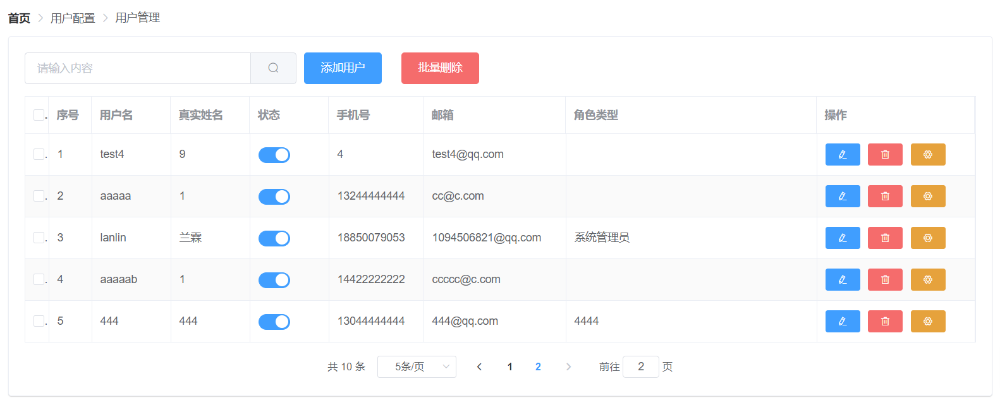 首页 > 用户配置 > 用户管理
请输入内容 添加用户 批量删除
序号 用户名 真实姓名 状态 手机号 邮箱 角色类型 操作
1 test4 9 4 test4@qq.com
2 aaaaa 1 13244444444 cc@c.com
3 lanlin 兰霖 18850079053 1094506821@qq.com 系统管理员
4 aaaaab 1 14422222222 ccccc@c.com
5 444 444 13044444444 444@qq.com 4444
共 10 条 5条/页 < 1 2 > 前往 2 页